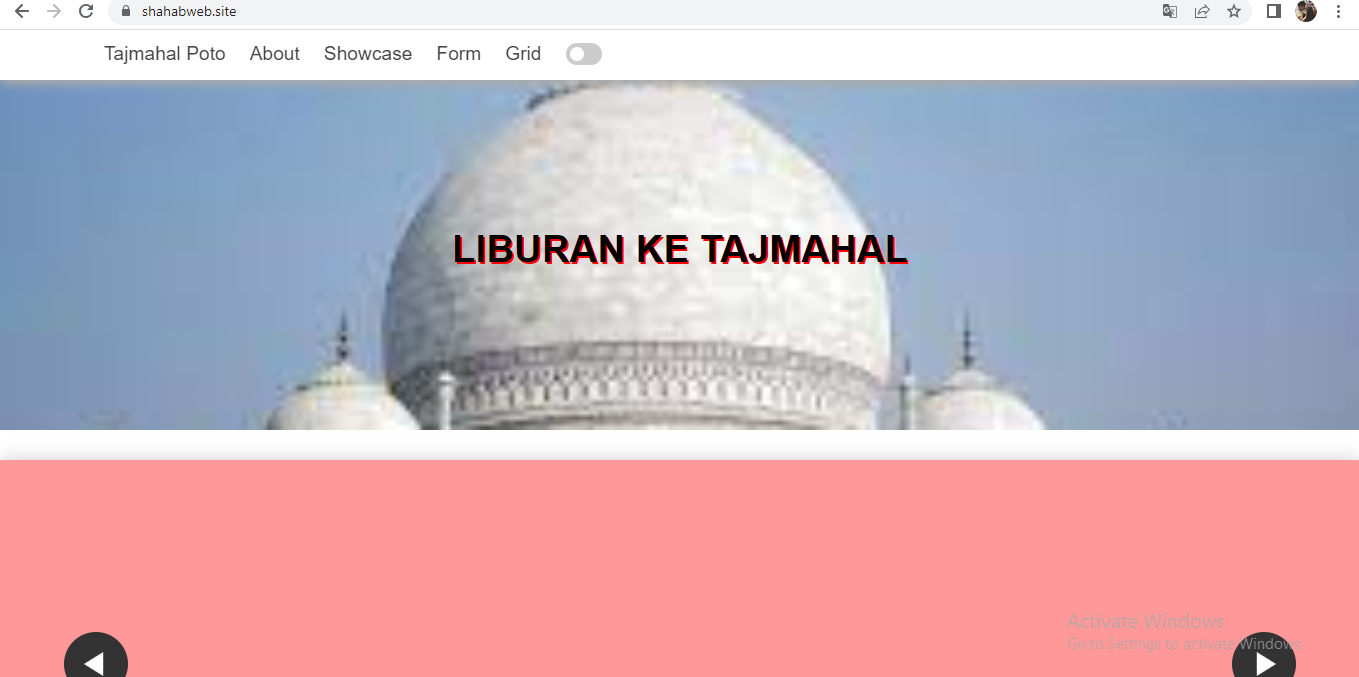 shahabweb.site
Tajmahal Poto About Showcase Form Grid
LIBURAN KE TAJMAHAL
Activate Windows
Go to Settings to activate Windows.